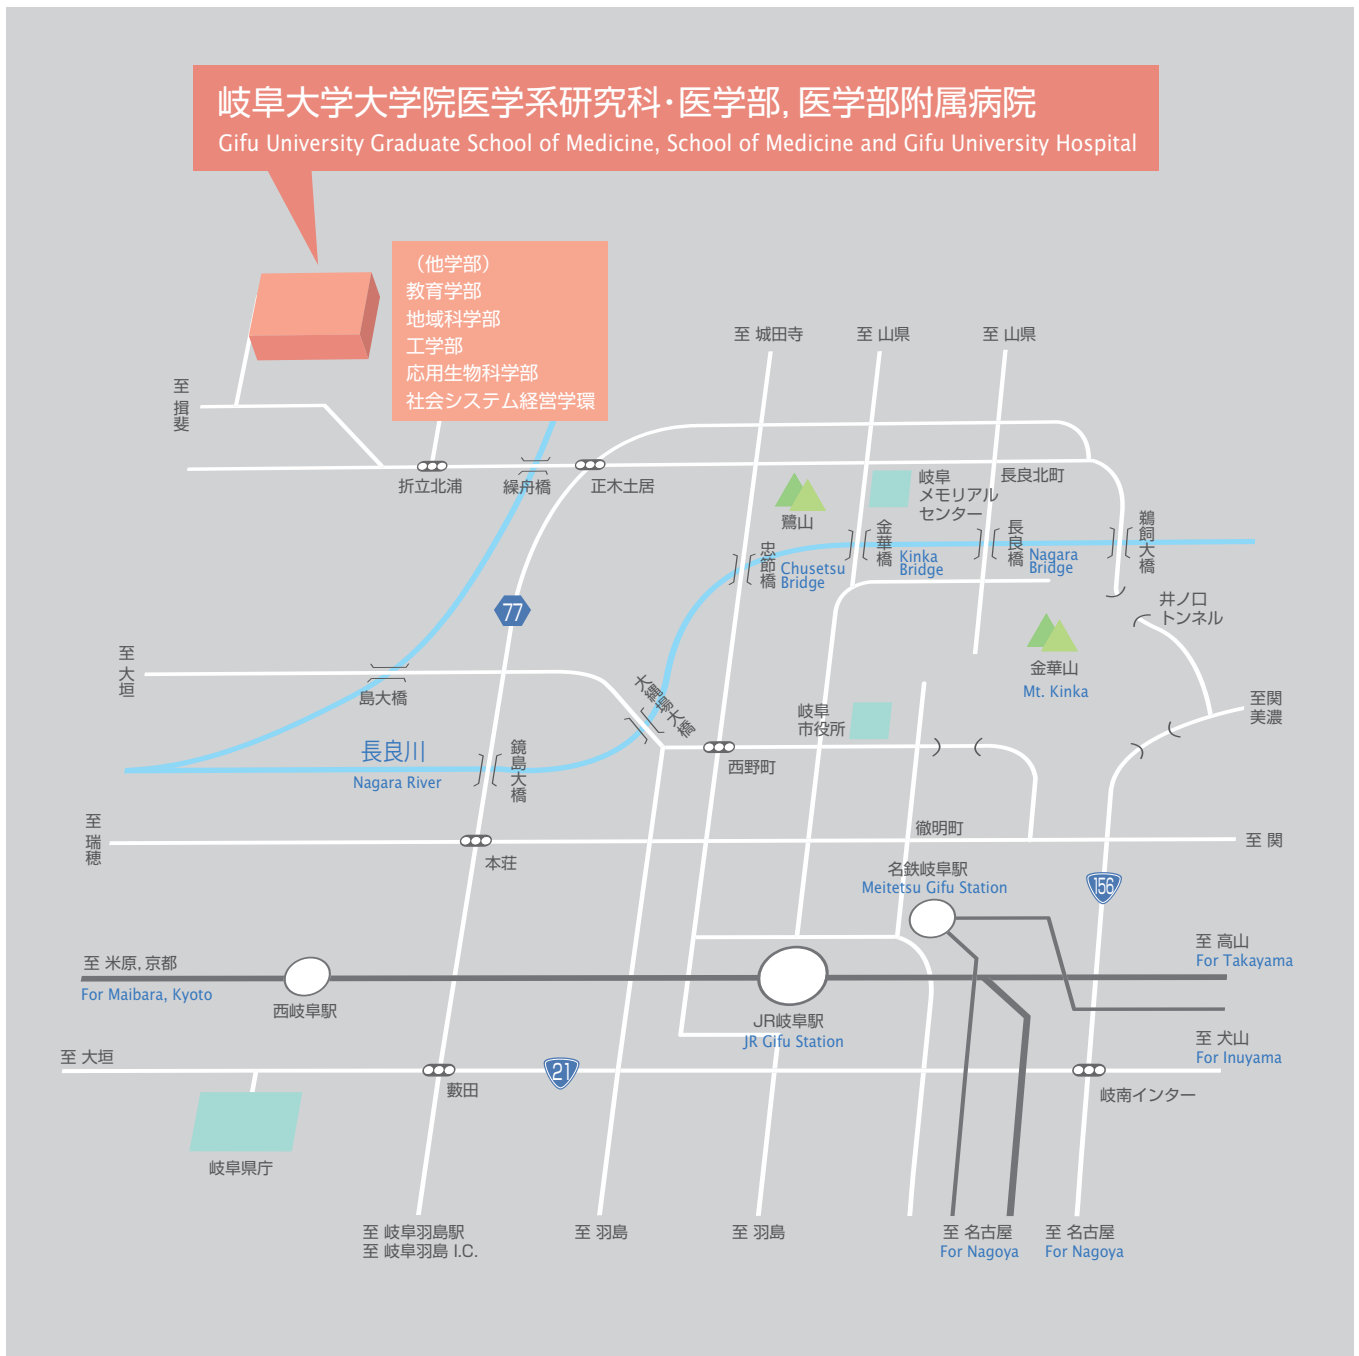 岐阜大学大学院医学系研究科・医学部, 医学部附属病院
Gifu University Graduate School of Medicine, School of Medicine and Gifu University Hospital
（他学部）
教育学部
地域科学部
工学部
応用生物科学部
社会システム経営学環
至 城田寺
至 山県
至 山県
至 揖斐
折立北浦
繰舟橋
正木土居
鷺山
岐阜
メモリアル
センター
長良北町
忠節橋
Chusetsu
Bridge
金華橋
Kinka
Bridge
長良橋
Nagara
Bridge
鵜飼大橋
井ノ口
トンネル
77
金華山
Mt. Kinka
至 大垣
島大橋
大縄場大橋
岐阜
市役所
至関
美濃
長良川
Nagara River
鏡島大橋
西野町
至 瑞穂
本荘
徹明町
至 関
名鉄岐阜駅
Meitetsu Gifu Station
156
至 米原, 京都
For Maibara, Kyoto
西岐阜駅
JR岐阜駅
JR Gifu Station
至 高山
For Takayama
至 犬山
For Inuyama
至 大垣
藪田
21
岐南インター
岐阜県庁
至 岐阜羽島駅
至 岐阜羽島 I.C.
至 羽島
至 羽島
至 名古屋
For Nagoya
至 名古屋
For Nagoya